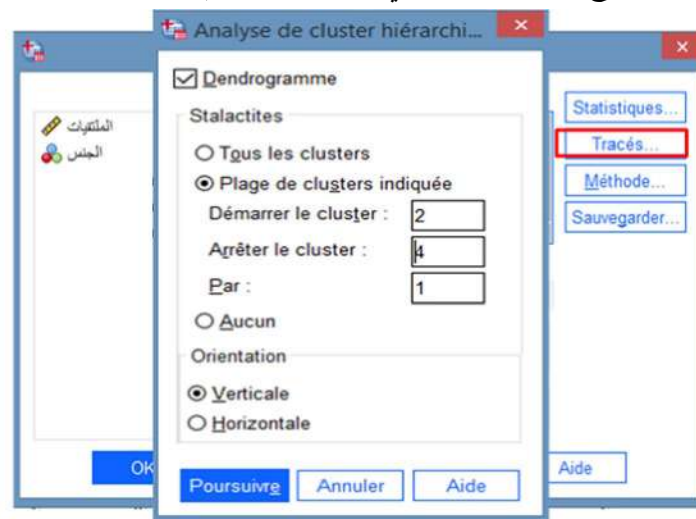 Analyse de cluster hiérarchi...
Dendrogramme
Stalactites
Tous les clusters
Plage de clusters indiquée
Démarrer le cluster : 2
Arrêter le cluster : 4
Par : 1
Aucun
Orientation
Verticale
Horizontale
Poursuivre Annuler Aide
الملتقيات
الجنس
Statistiques...
Tracés...
Méthode...
Sauvegarder...
OK
Aide